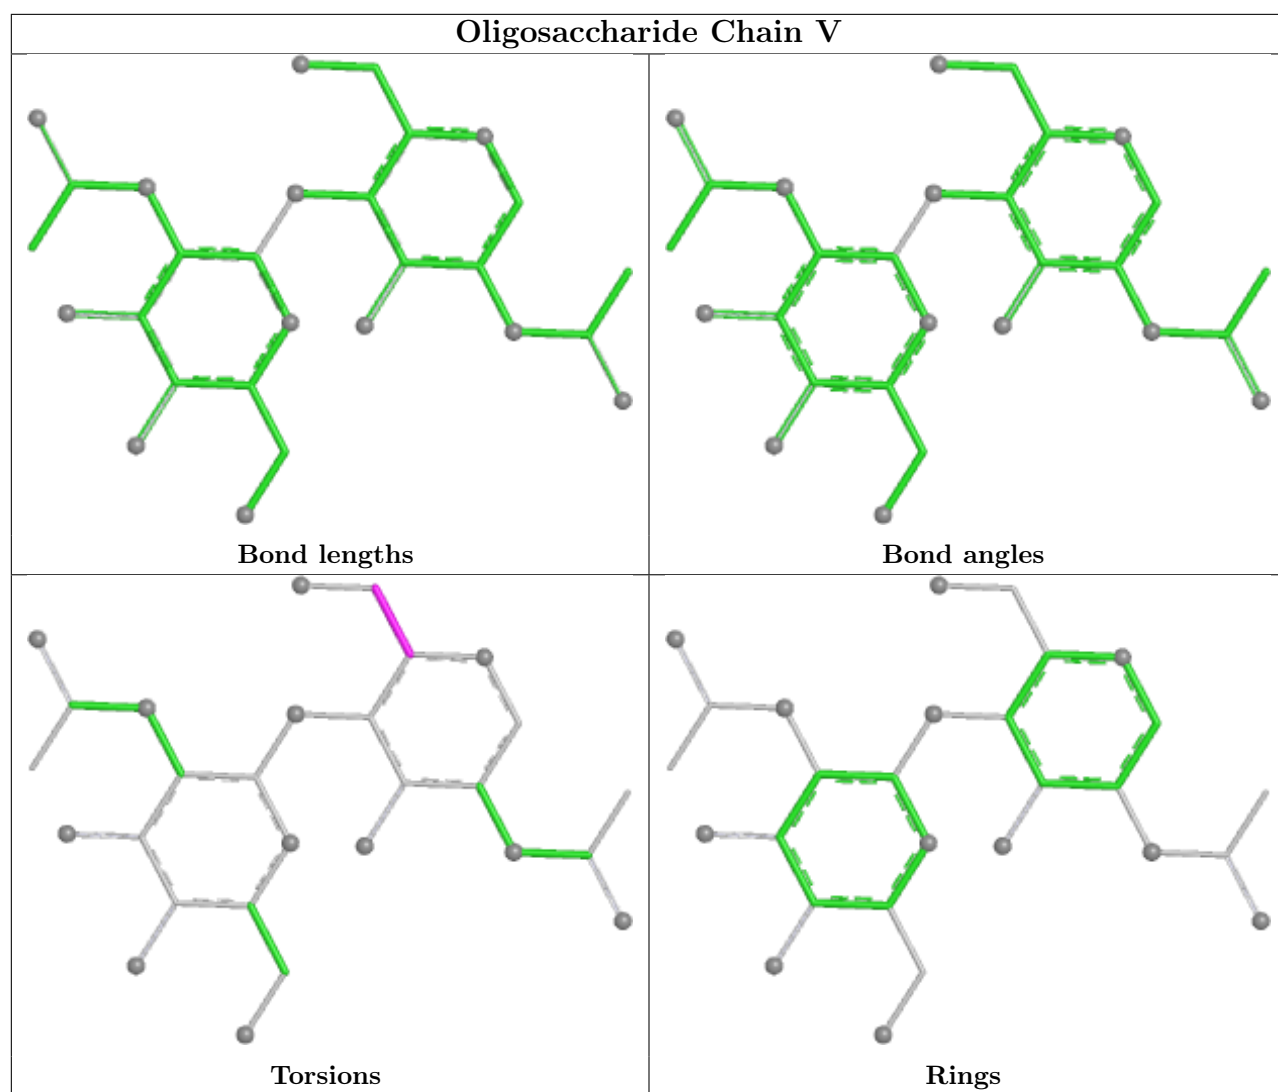 Oligosaccharide Chain V
Bond lengths
Bond angles
Torsions
Rings